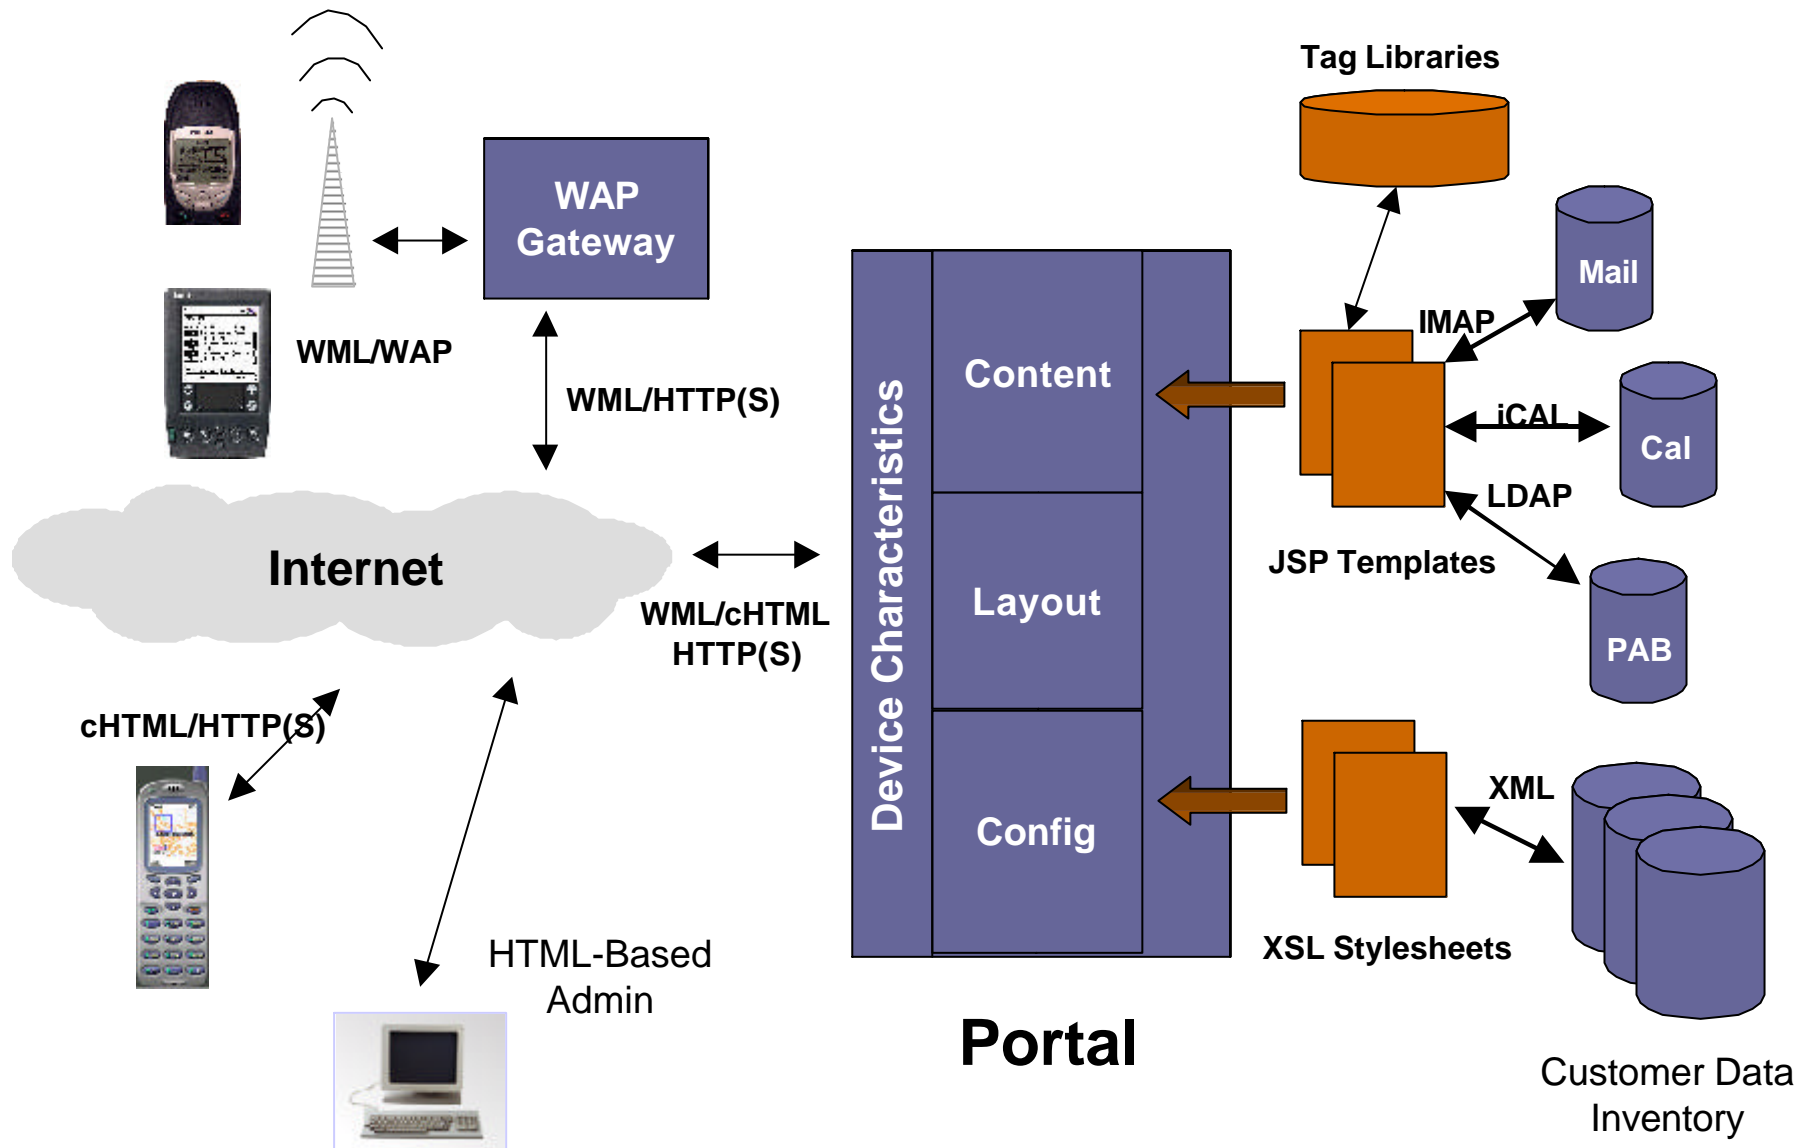 Tag Libraries
WAP
Gateway
Mail
IMAP
WML/WAP
Content
WML/HTTP(S)
iCAL
Cal
Device Characteristics
LDAP
Internet
JSP Templates
WML/cHTML
HTTP(S)
Layout
PAB
cHTML/HTTP(S)
XML
Config
HTML-Based
Admin
XSL Stylesheets
Portal
Customer Data
Inventory